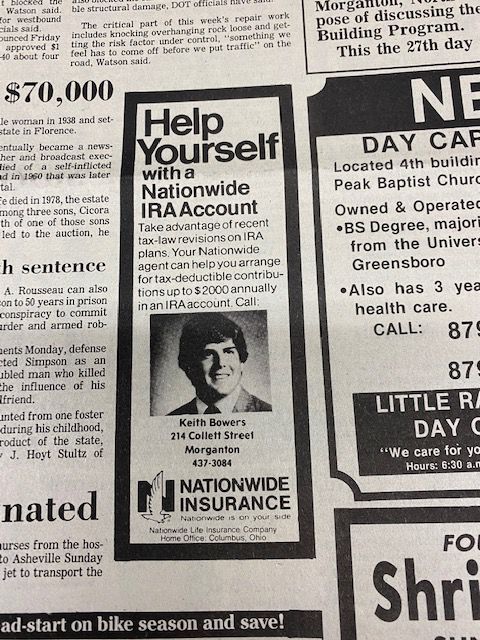 f blocked the
Watson said.
for westbound
cials said.
ounced Friday
approved $1
-40 about four
ble structural damage, DOT officials have said.
The critical part of this week's repair work
includes knocking overhanging rock loose and get-
ting the risk factor under control, "something we
feel has to come off before we put traffic" on the
road, Watson said.
Morganton, North
pose of discussing the
Building Program.
This the 27th day
$70,000
le woman in 1938 and set-
state in Florence.
entually became a news-
her and broadcast exec-
died of a self-inflicted
d in 1960 that was later
tal.
fe died in 1978, the estate
among three sons, Cicora
th of one of those sons
led to the auction, he
h sentence
A. Rousseau can also
son to 50 years in prison
conspiracy to commit
urder and armed rob-
ments Monday, defense
cted Simpson as an
ubled man who killed
the influence of his
lfriend.
unted from one foster
during his childhood,
roduct of the state,
y J. Hoyt Stultz of
nated
nurses from the hos-
to Asheville Sunday
jet to transport the
Help
Yourself
with a
Nationwide
IRA Account
Take advantage of recent
tax-law revisions on IRA
plans. Your Nationwide
agent can help you arrange
for tax-deductible contribu-
tions up to $2000 annually
in an IRA account. Call:
Keith Bowers
214 Collett Street
Morganton
437-3084
N
NATIONWIDE
INSURANCE
Nationwide is on your side
Nationwide Life Insurance Company
Home Office: Columbus, Ohio
NE
DAY CAR
Located 4th buildin
Peak Baptist Churc
Owned & Operated
•BS Degree, majori
from the Univers
Greensboro
•Also has 3 yea
health care.
CALL: 879
879
LITTLE RA
DAY C
"We care for yo
Hours: 6:30 a.m
FO
Shri
ad-start on bike season and save!